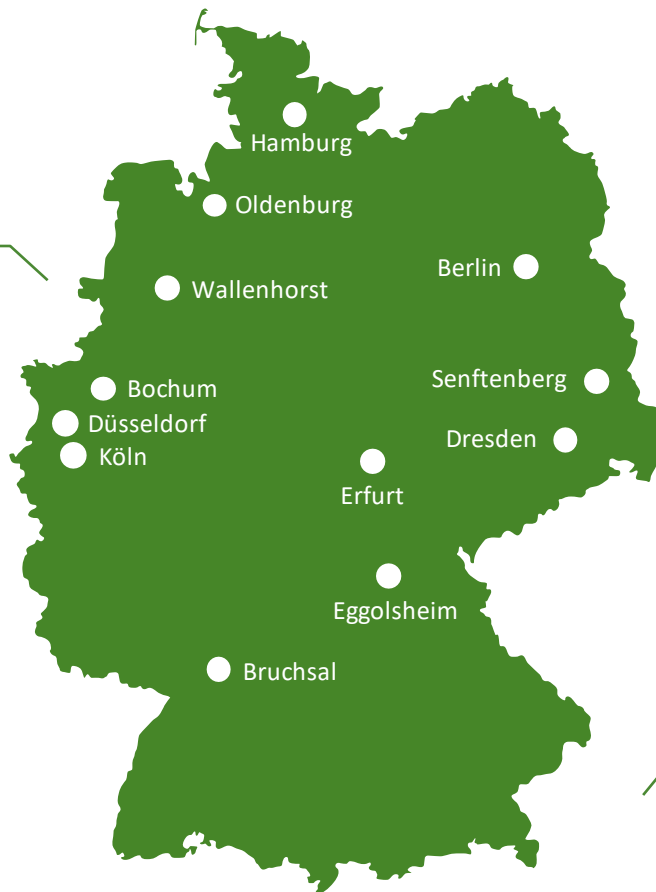 Hamburg
Oldenburg
Berlin
Wallenhorst
Senftenberg
Bochum
Düsseldorf
Dresden
Köln
Erfurt
Eggolsheim
Bruchsal